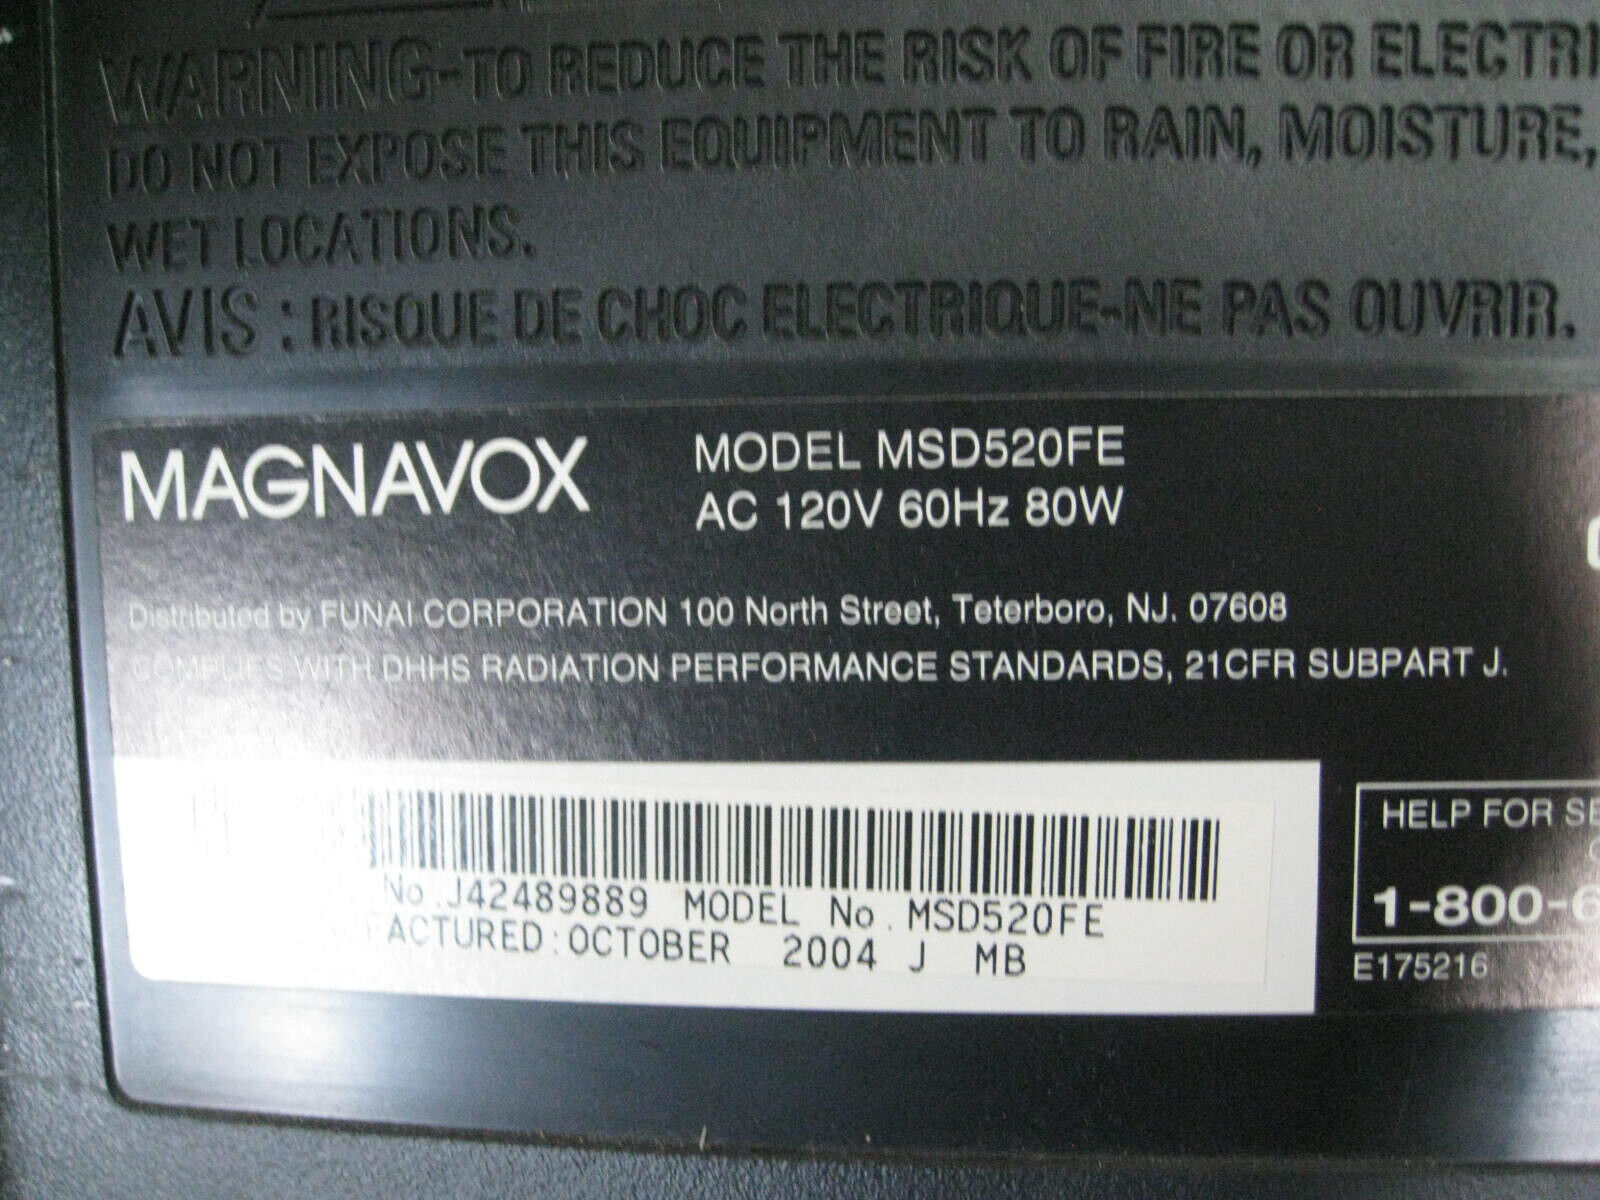 WARNING-TO REDUCE THE RISK OF FIRE OR ELECTRI
DO NOT EXPOSE THIS EQUIPMENT TO RAIN, MOISTURE,
WET LOCATIONS.
AVIS : RISQUE DE CHOC ELECTRIQUE-NE PAS OUVRIR.
MAGNAVOX
MODEL MSD520FE
AC 120V 60Hz 80W
Distributed by FUNAI CORPORATION 100 North Street, Teterboro, NJ. 07608
COMPLIES WITH DHHS RADIATION PERFORMANCE STANDARDS, 21CFR SUBPART J.
No.J42489889 MODEL No.MSD520FE
ACTURED:OCTOBER 2004 J MB
HELP FOR SE
1-800-6
E175216